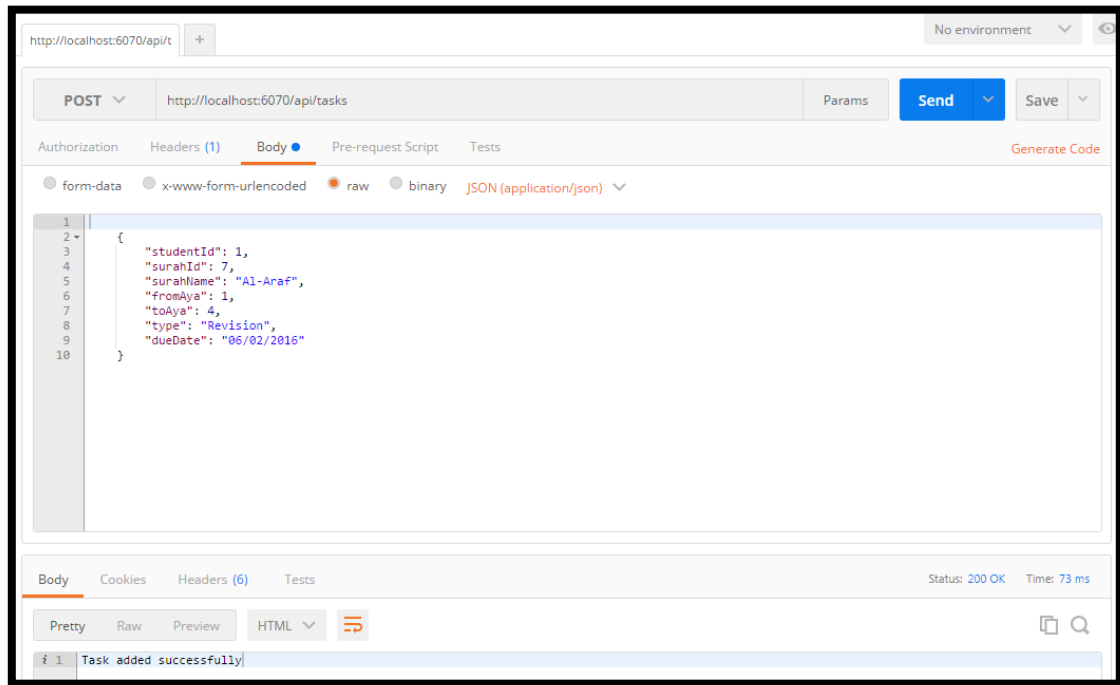 http://localhost:6070/api/t +
No environment
POST http://localhost:6070/api/tasks Params Send Save
Authorization Headers (1) Body Pre-request Script Tests Generate Code
form-data x-www-form-urlencoded raw binary JSON (application/json)
1
2 {
3 "studentId": 1,
4 "surahId": 7,
5 "surahName": "Al-Araf",
6 "fromAya": 1,
7 "toAya": 4,
8 "type": "Revision",
9 "dueDate": "06/02/2016"
10 }
Body Cookies Headers (6) Tests Status: 200 OK Time: 73 ms
Pretty Raw Preview HTML
i 1 Task added successfully